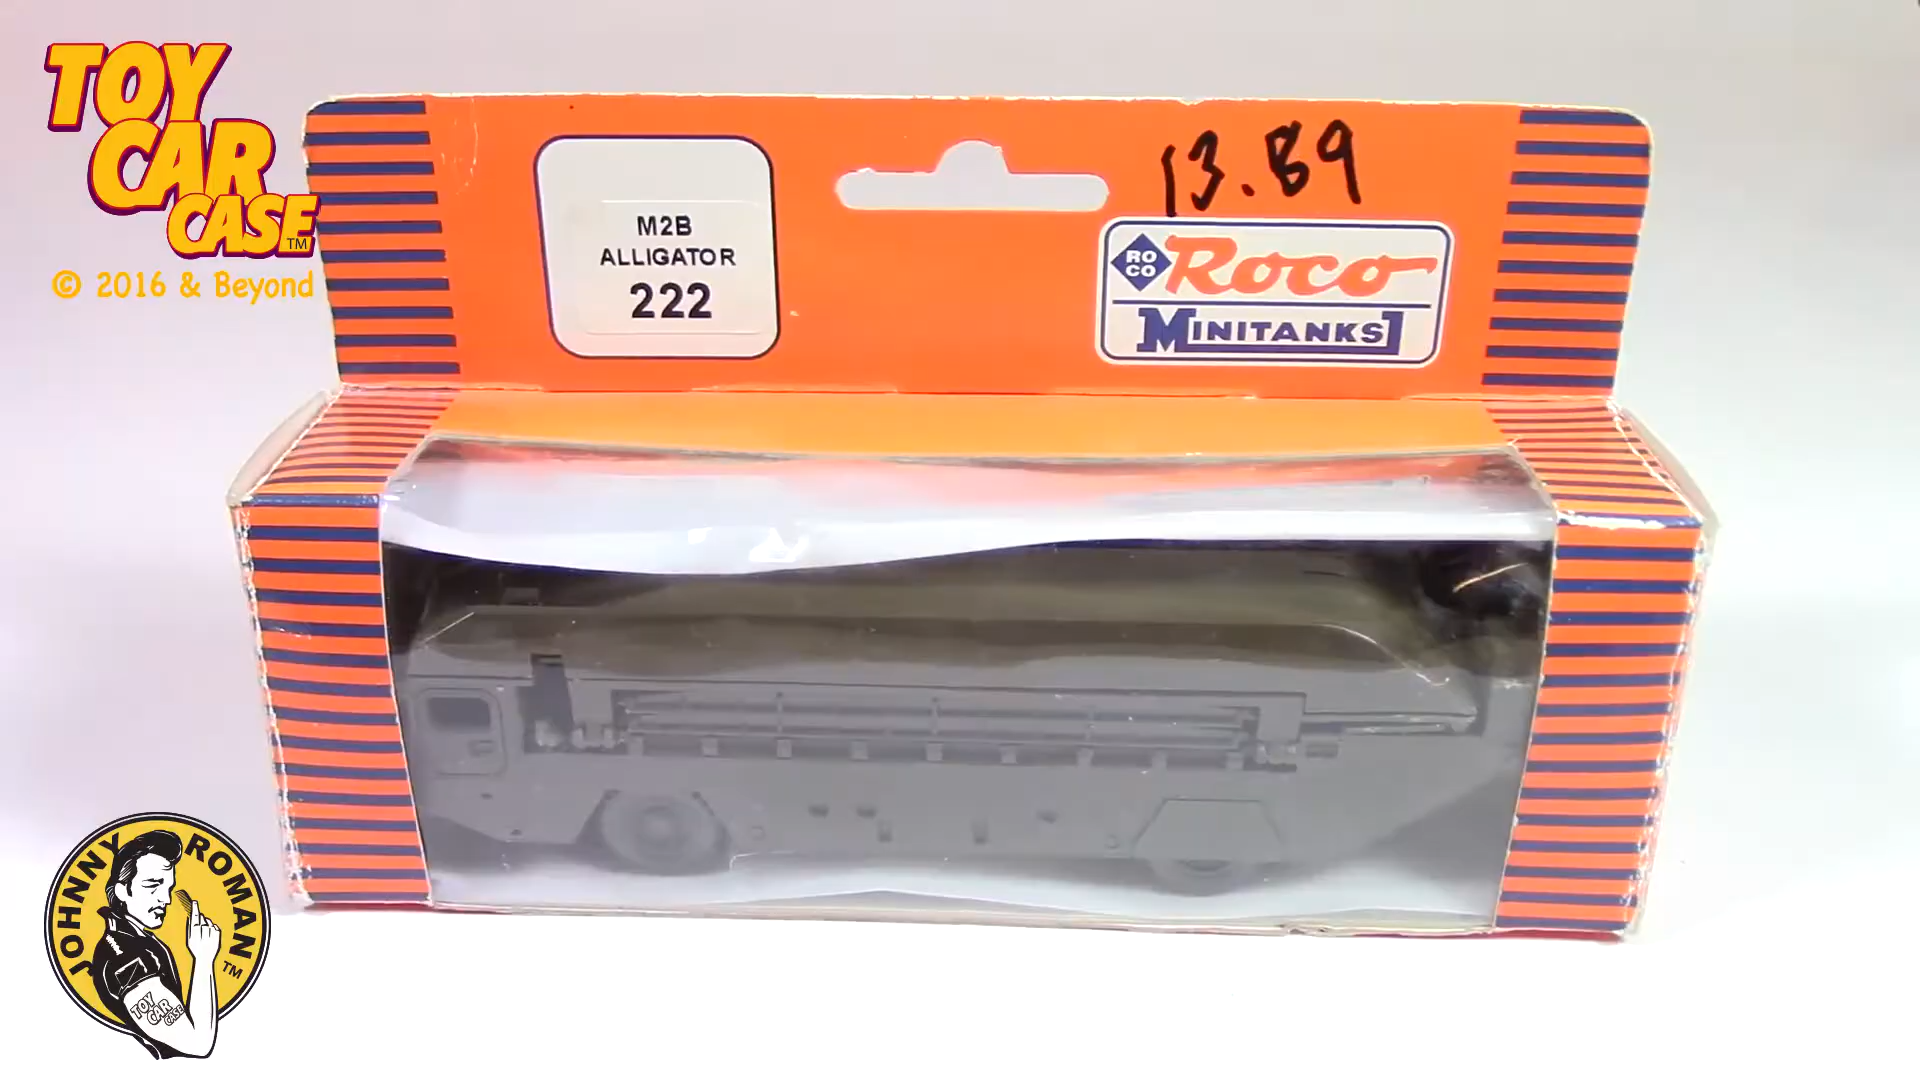 TOY
CAR
CASE
TM
© 2016 & Beyond
M2B
ALLIGATOR
222
13.89
RO
CO
Roco
MINITANKS
JOHNNY ROMAN
TM
TOY
CAR
CASE